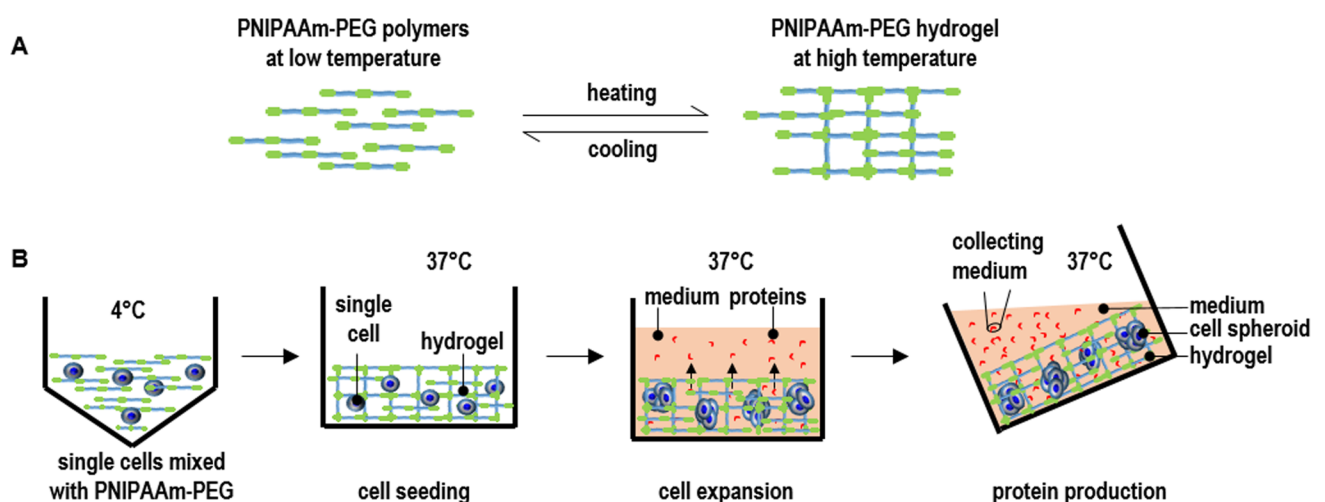 A
PNIPAAm-PEG polymers
at low temperature
heating
cooling
PNIPAAm-PEG hydrogel
at high temperature
B
4°C
single cells mixed
with PNIPAAm-PEG
37°C
single
cell
hydrogel
cell seeding
37°C
medium proteins
cell expansion
collecting
medium
37°C
medium
cell spheroid
hydrogel
protein production